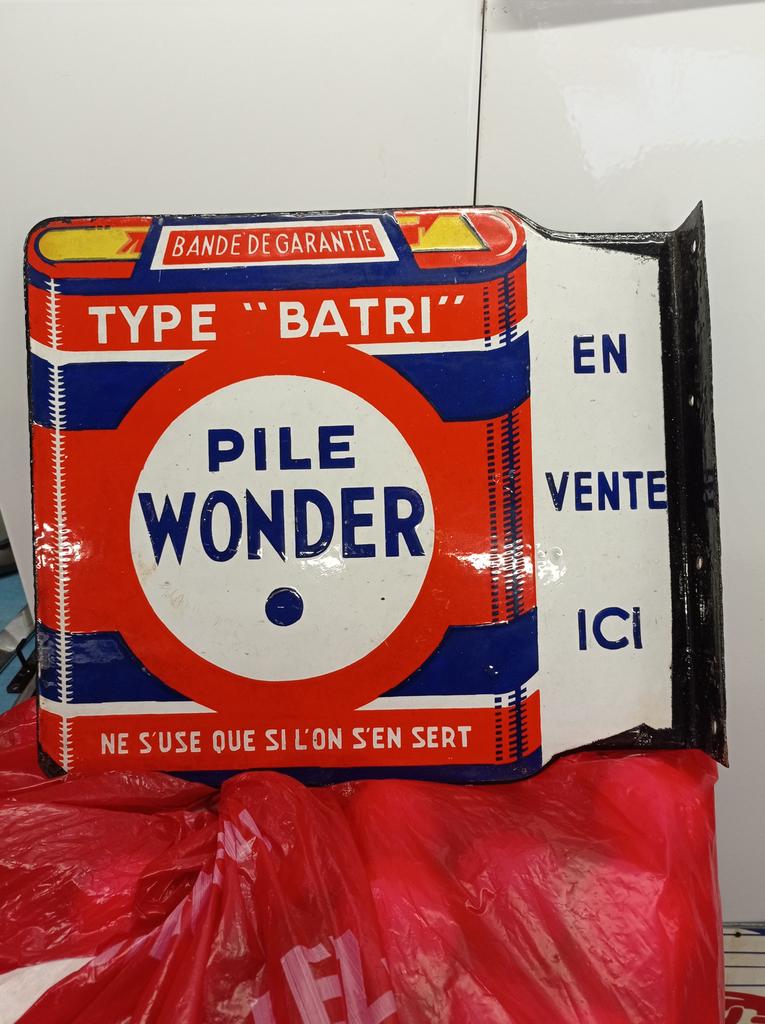 BANDE DE GARANTIE
TYPE "BATRI"
PILE
WONDER
NE S'USE QUE SI L'ON S'EN SERT
EN
VENTE
ICI